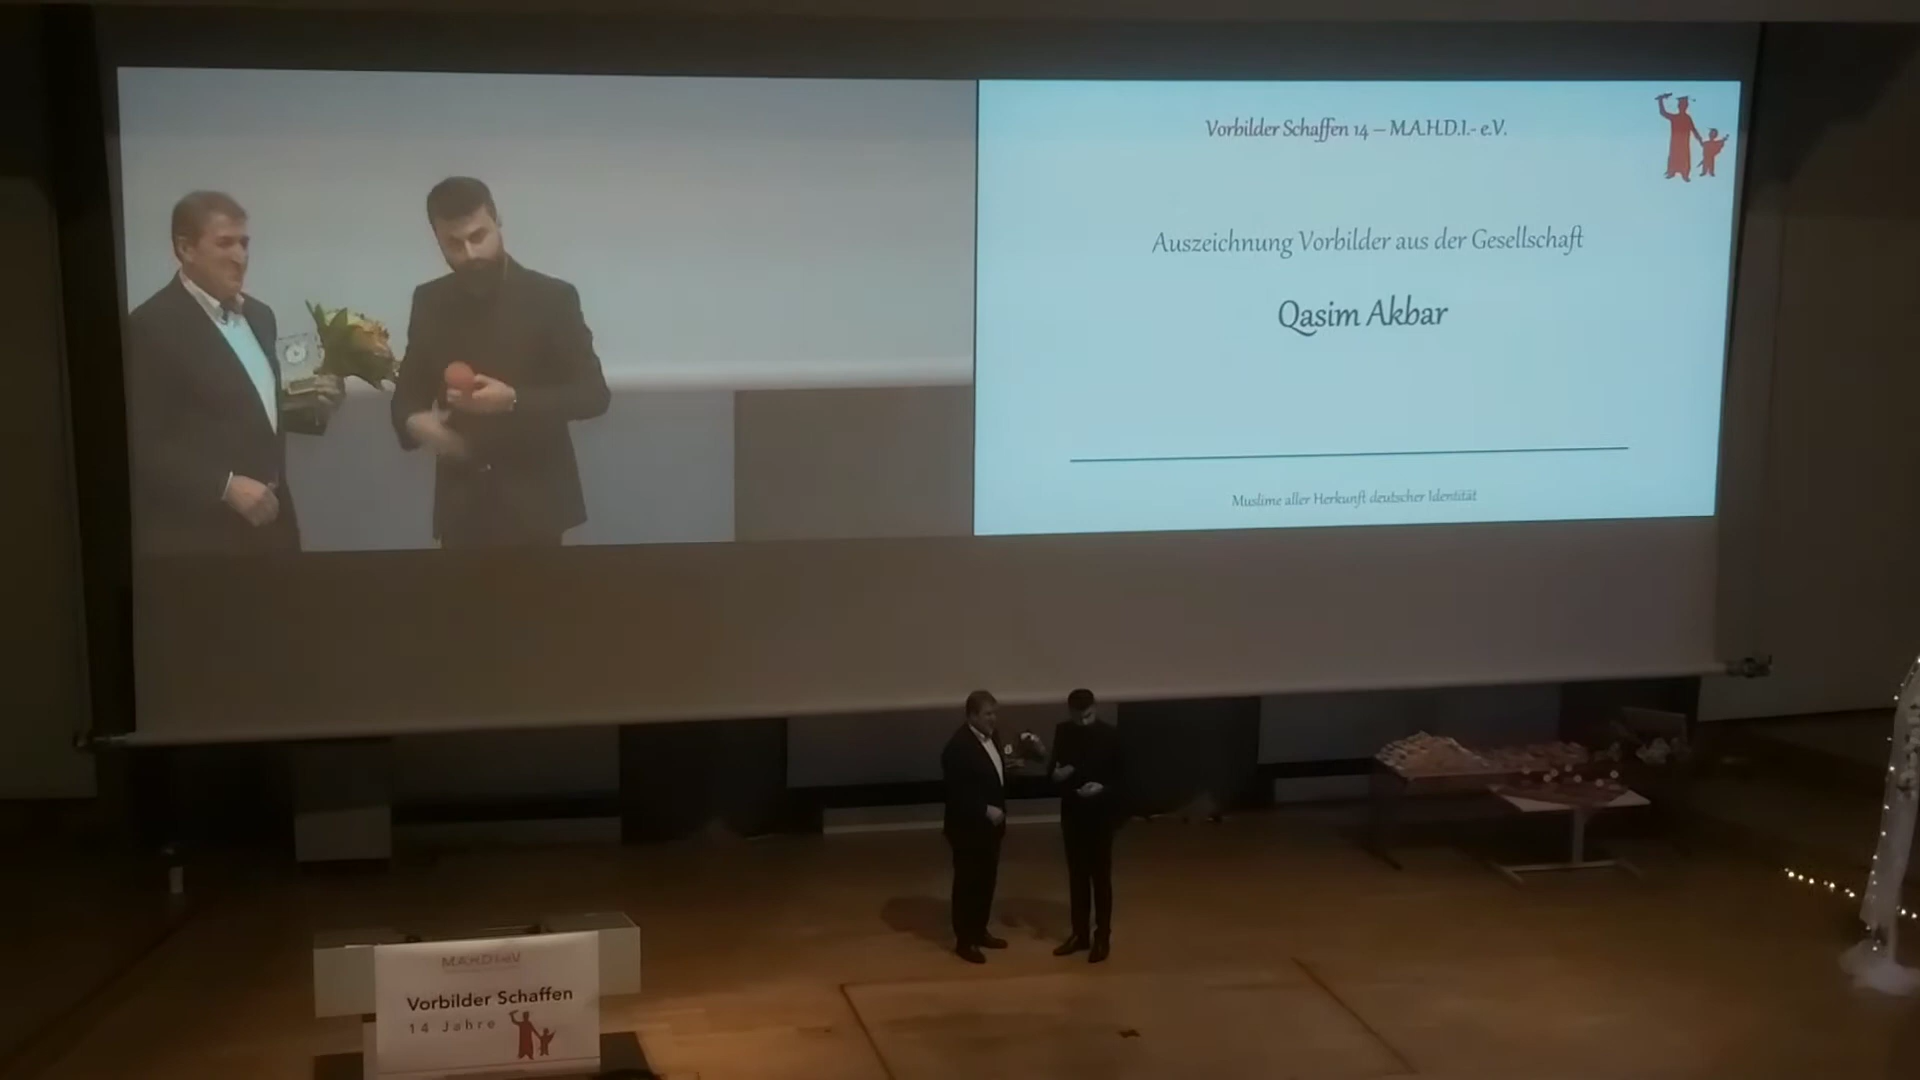 Vorbilder Schaffen 14 – M.A.H.D.I.- e.V.
Auszeichnung Vorbilder aus der Gesellschaft
Qasim Akbar
Muslime aller Herkunft deutscher Identität
M.A.H.D.I.-e.V.
Vorbilder Schaffen
14 Jahre